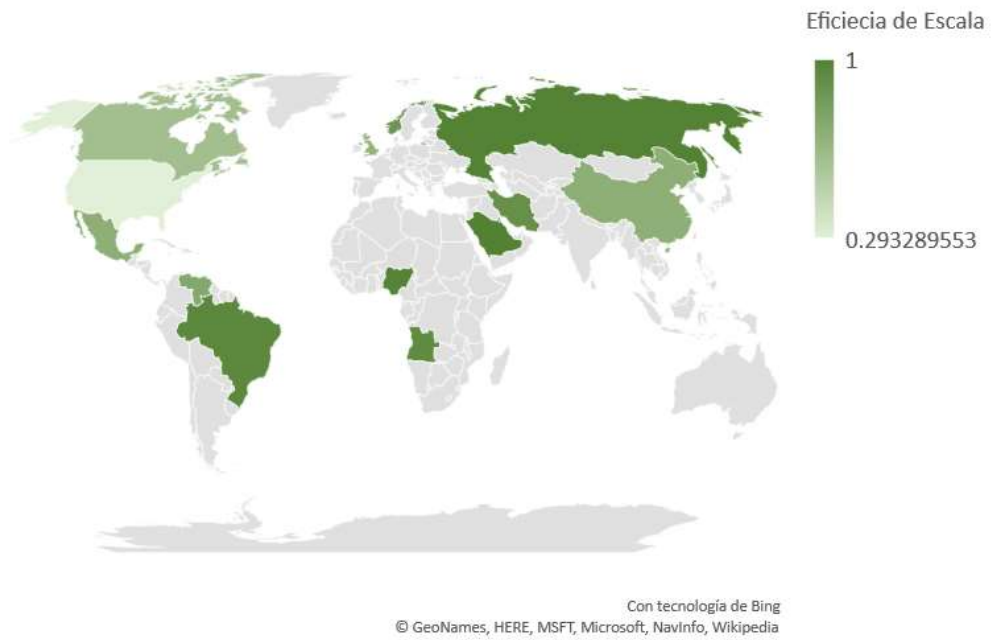 Eficiecia de Escala
1
0.293289553
Con tecnología de Bing
© GeoNames, HERE, MSFT, Microsoft, NavInfo, Wikipedia